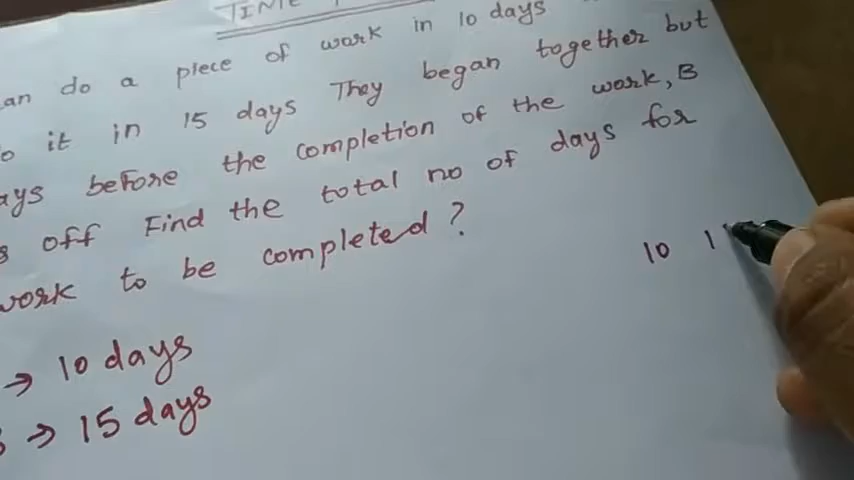 TIME
an do a piece of work in 10 days
o it in 15 days They began together but
ays before the completion of the work, B
s off Find the total no of days for
work to be completed ?
10 1
→ 10 days
→ 15 days